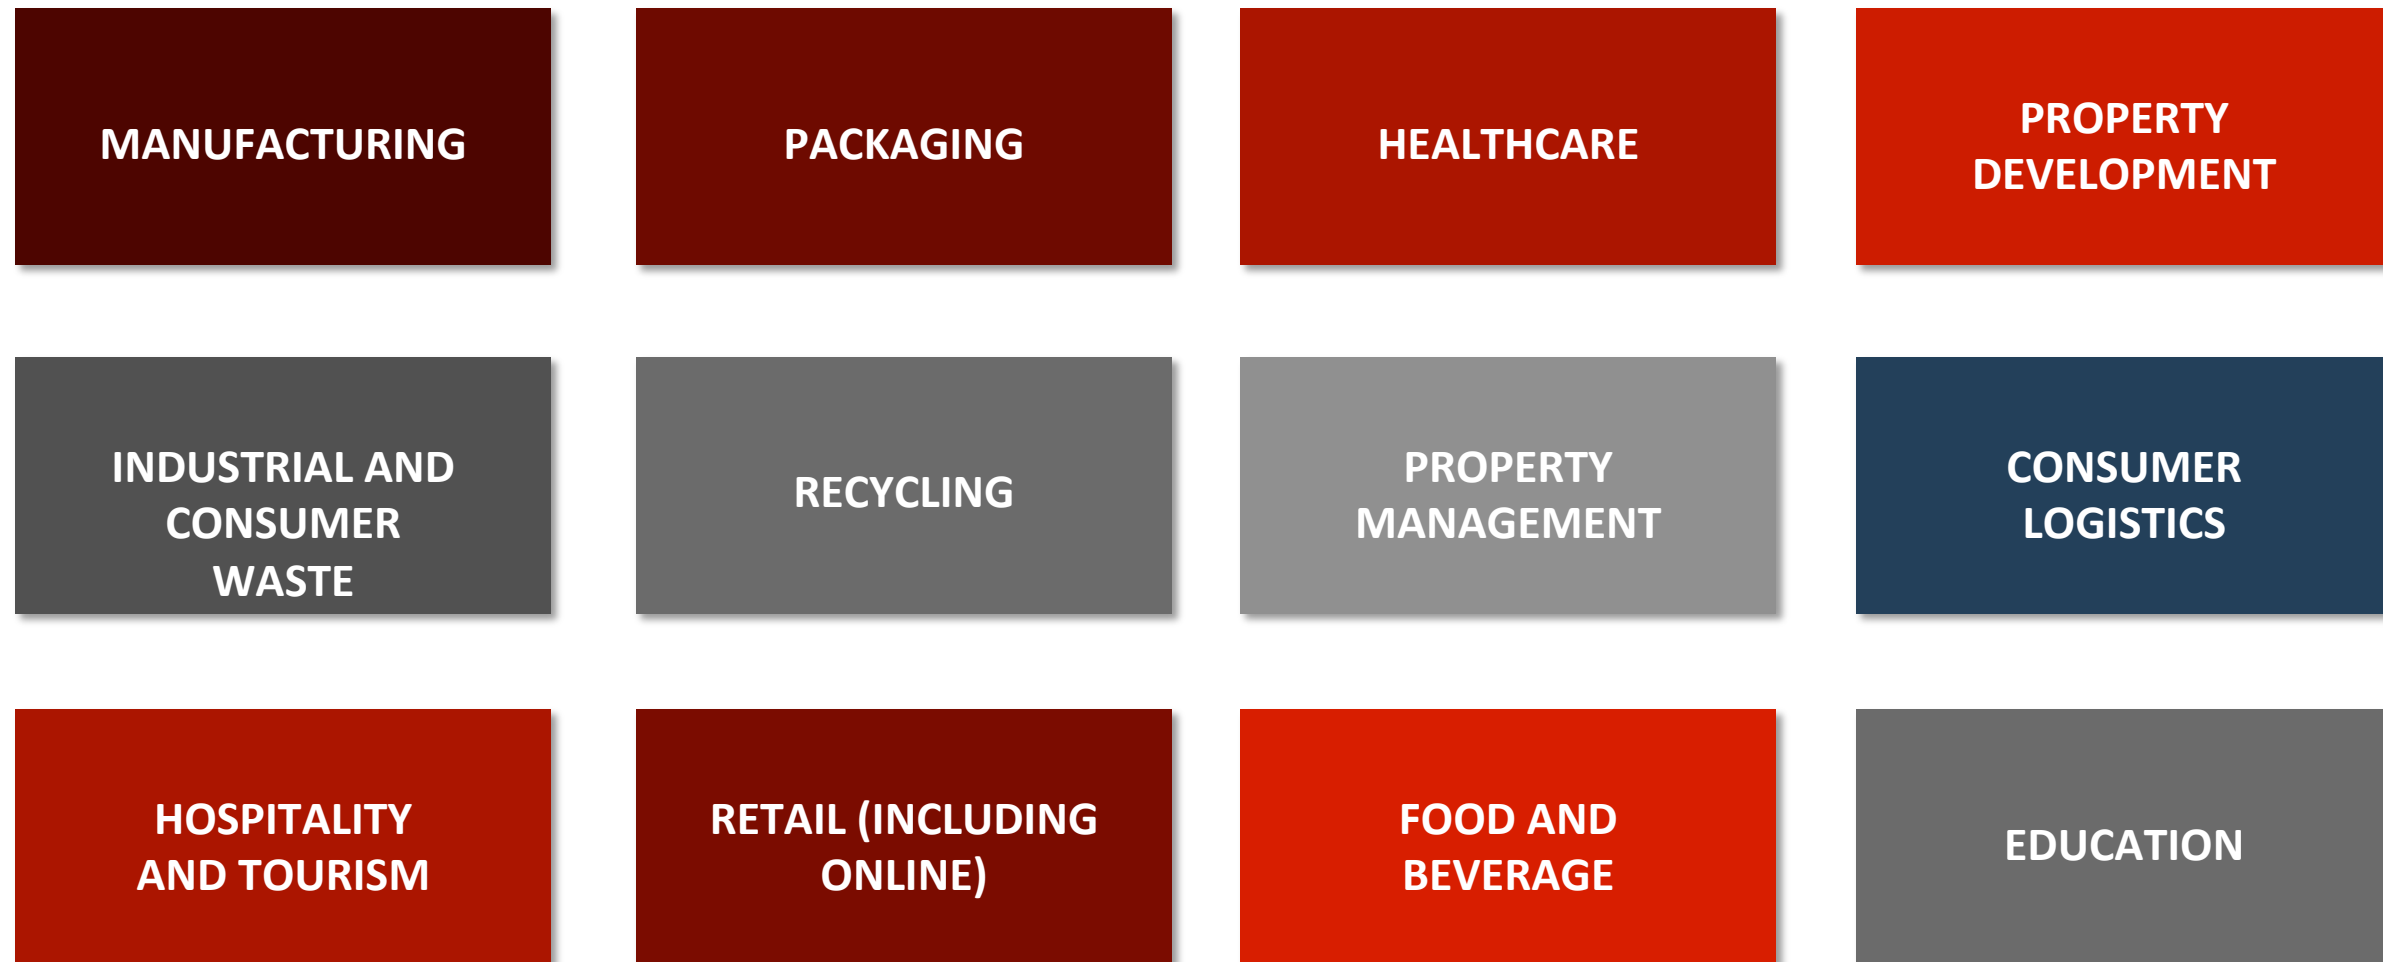 MANUFACTURING
PACKAGING
HEALTHCARE
PROPERTY
DEVELOPMENT
INDUSTRIAL AND
CONSUMER
WASTE
RECYCLING
PROPERTY
MANAGEMENT
CONSUMER
LOGISTICS
HOSPITALITY
AND TOURISM
RETAIL (INCLUDING
ONLINE)
FOOD AND
BEVERAGE
EDUCATION